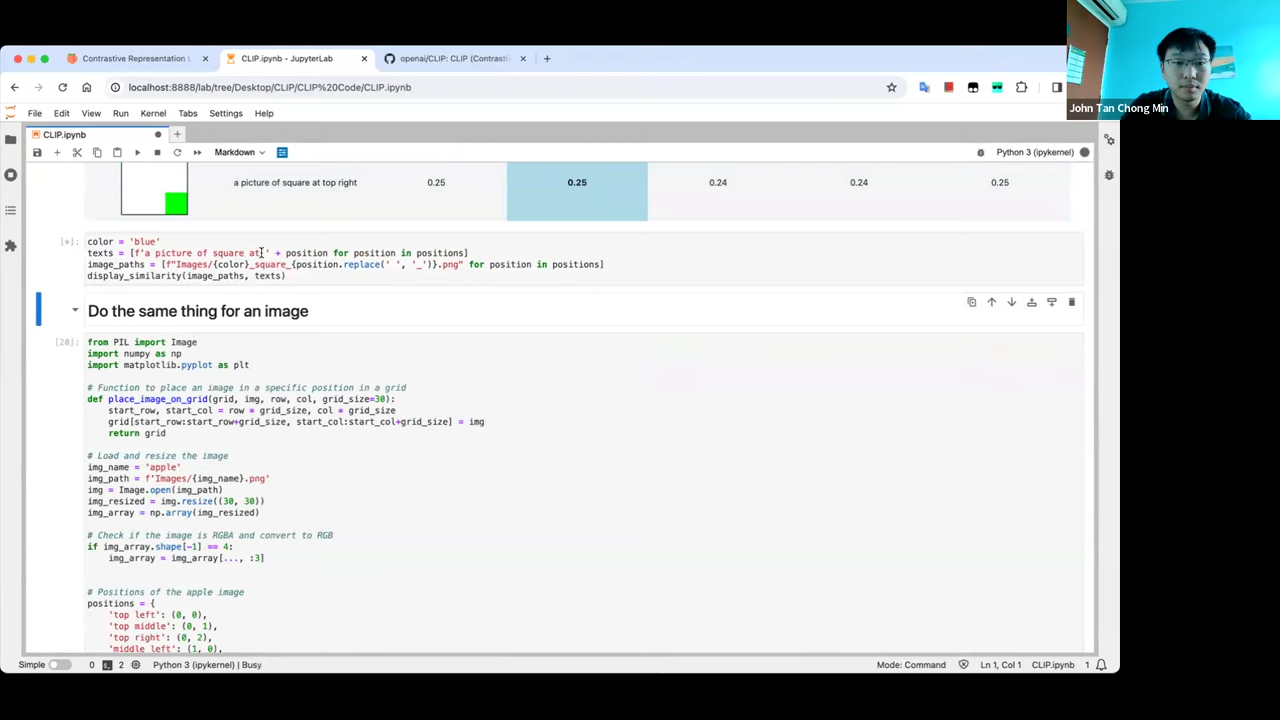 Contrastive Representation L
CLIP.ipynb - JupyterLab
openai/CLIP: CLIP (Contrasti
localhost:8888/lab/tree/Desktop/CLIP/CLIP%20Code/CLIP.ipynb
John Tan Chong Min
File Edit View Run Kernel Tabs Settings Help
CLIP.ipynb
Markdown
Python 3 (ipykernel)
a picture of square at top right 0.25 0.25 0.24 0.24 0.25
[*]: color = 'blue'
texts = [f'a picture of square at ' + position for position in positions]
image_paths = [f"Images/{color}_square_{position.replace(' ', '_')}.png" for position in positions]
display_similarity(image_paths, texts)
Do the same thing for an image
[20]: from PIL import Image
import numpy as np
import matplotlib.pyplot as plt
# Function to place an image in a specific position in a grid
def place_image_on_grid(grid, img, row, col, grid_size=30):
start_row, start_col = row * grid_size, col * grid_size
grid[start_row:start_row+grid_size, start_col:start_col+grid_size] = img
return grid
# Load and resize the image
img_name = 'apple'
img_path = f'Images/{img_name}.png'
img = Image.open(img_path)
img_resized = img.resize((30, 30))
img_array = np.array(img_resized)
# Check if the image is RGBA and convert to RGB
if img_array.shape[-1] == 4:
img_array = img_array[..., :3]
# Positions of the apple image
positions = {
'top left': (0, 0),
'top middle': (0, 1),
'top right': (0, 2),
'middle left': (1, 0),
Simple 0 2 Python 3 (ipykernel) | Busy Mode: Command Ln 1, Col 1 CLIP.ipynb 1